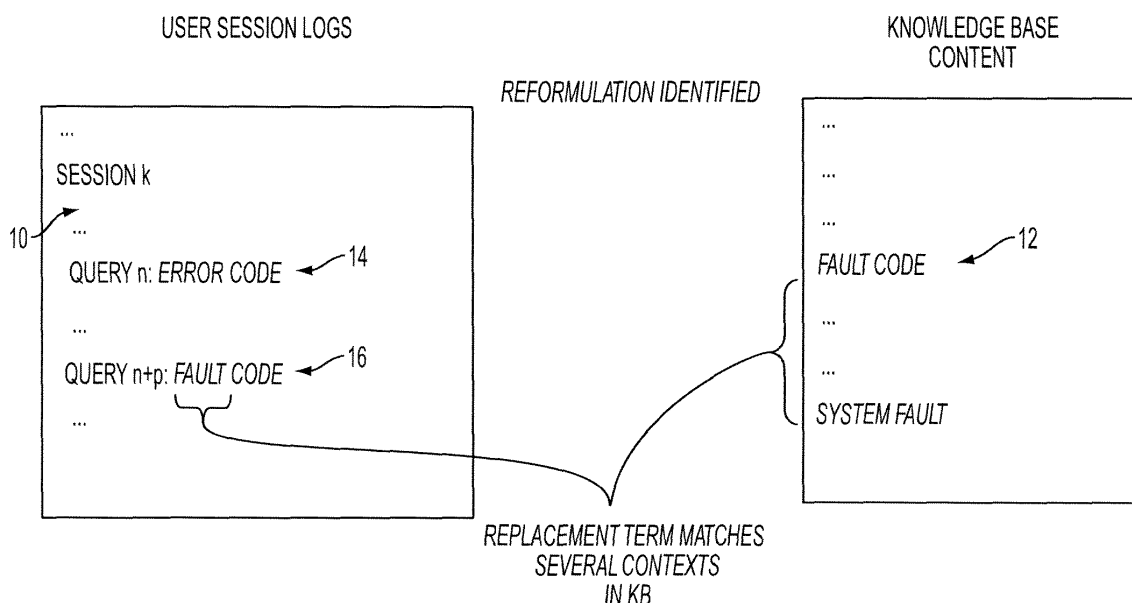 USER SESSION LOGS
KNOWLEDGE BASE
CONTENT
REFORMULATION IDENTIFIED
...
SESSION k
10
...
QUERY n: ERROR CODE
14
...
QUERY n+p: FAULT CODE
16
...
...
...
...
FAULT CODE
12
...
...
SYSTEM FAULT
REPLACEMENT TERM MATCHES
SEVERAL CONTEXTS
IN KB